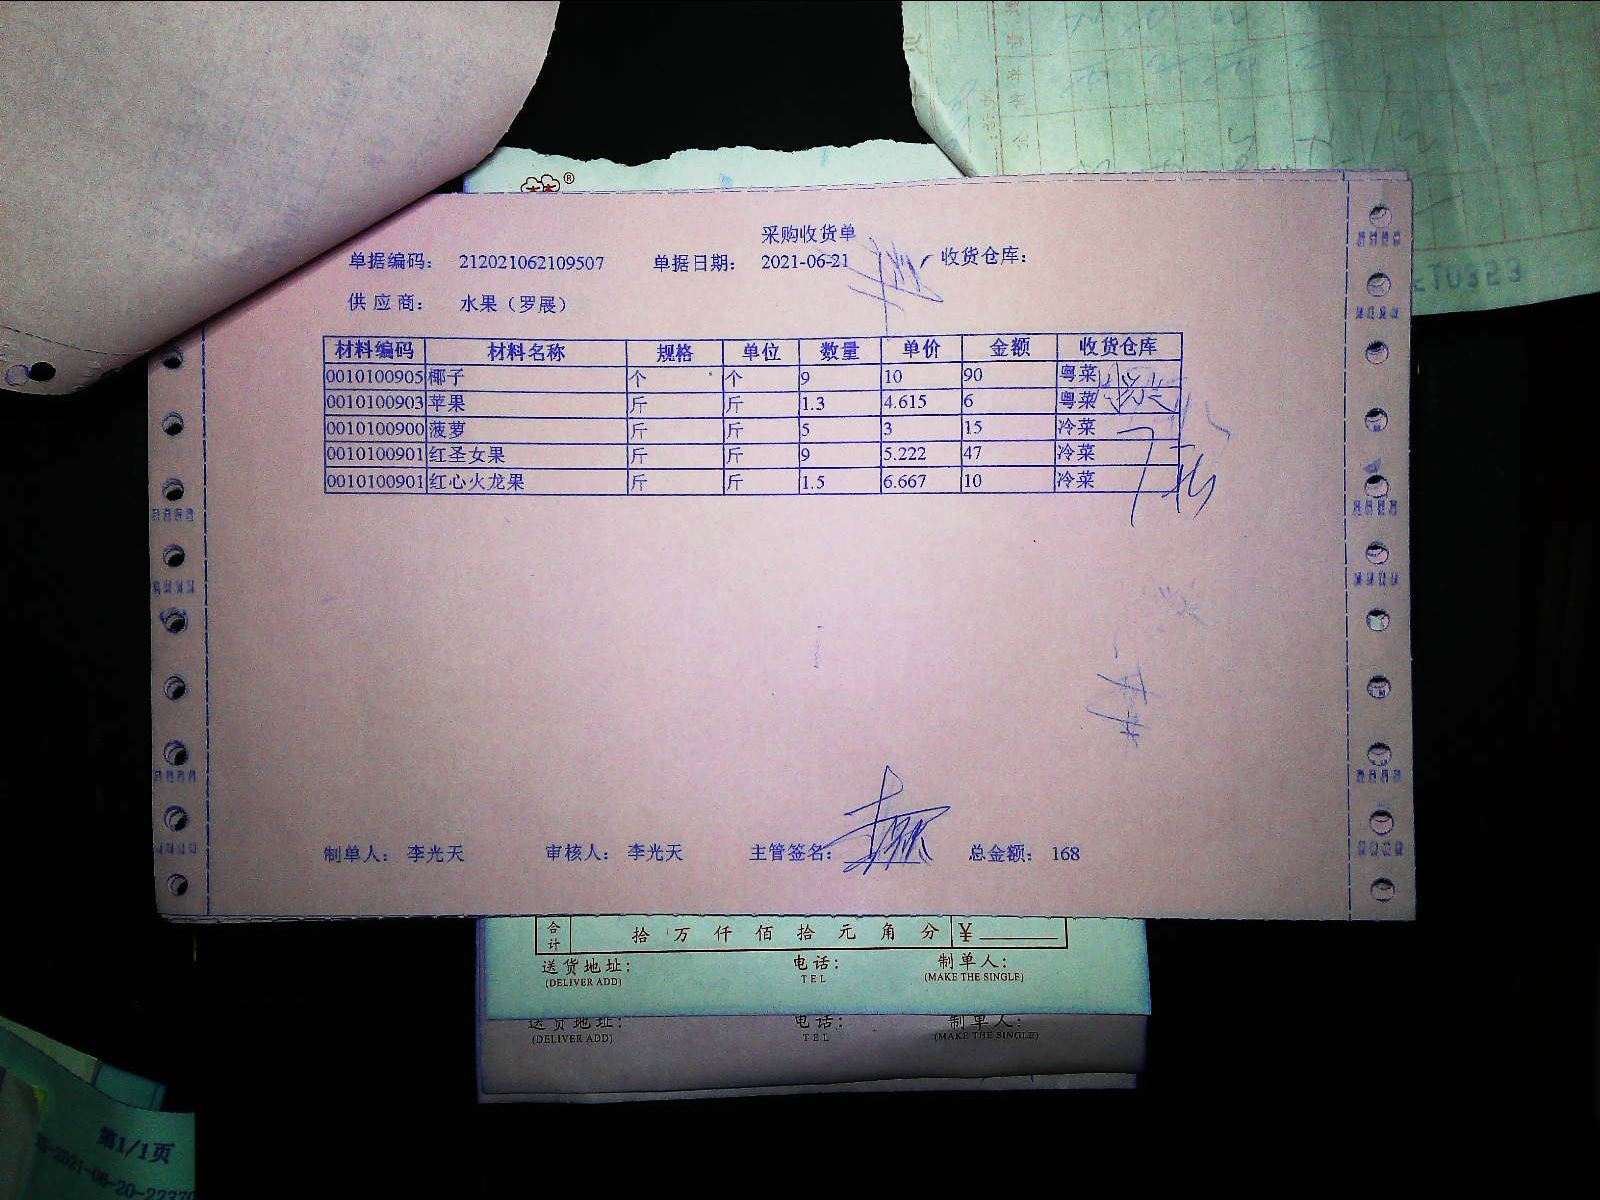 采购收货单
单据编码： 212021062109507 单据日期： 2021-06-21 收货仓库：
供应商： 水果（罗展）
材料编码 材料名称 规格 单位 数量 单价 金额 收货仓库
0010100905 椰子 个 个 9 10 90 粤菜
0010100903 苹果 斤 斤 1.3 4.615 6 粤菜
0010100900 菠萝 斤 斤 5 3 15 冷菜
0010100901 红圣女果 斤 斤 9 5.222 47 冷菜
0010100901 红心火龙果 斤 斤 1.5 6.667 10 冷菜
制单人： 李光天 审核人： 李光天 主管签名： 总金额： 168
合计 拾万仟佰拾元角分 ¥
送货地址： 电话： 制单人：
(DELIVER ADD) TEL (MAKE THE SINGLE)
送货地址： 电话： 制单人：
(DELIVER ADD) TEL (MAKE THE SINGLE)
第1/1页
-2021-06-20-22370